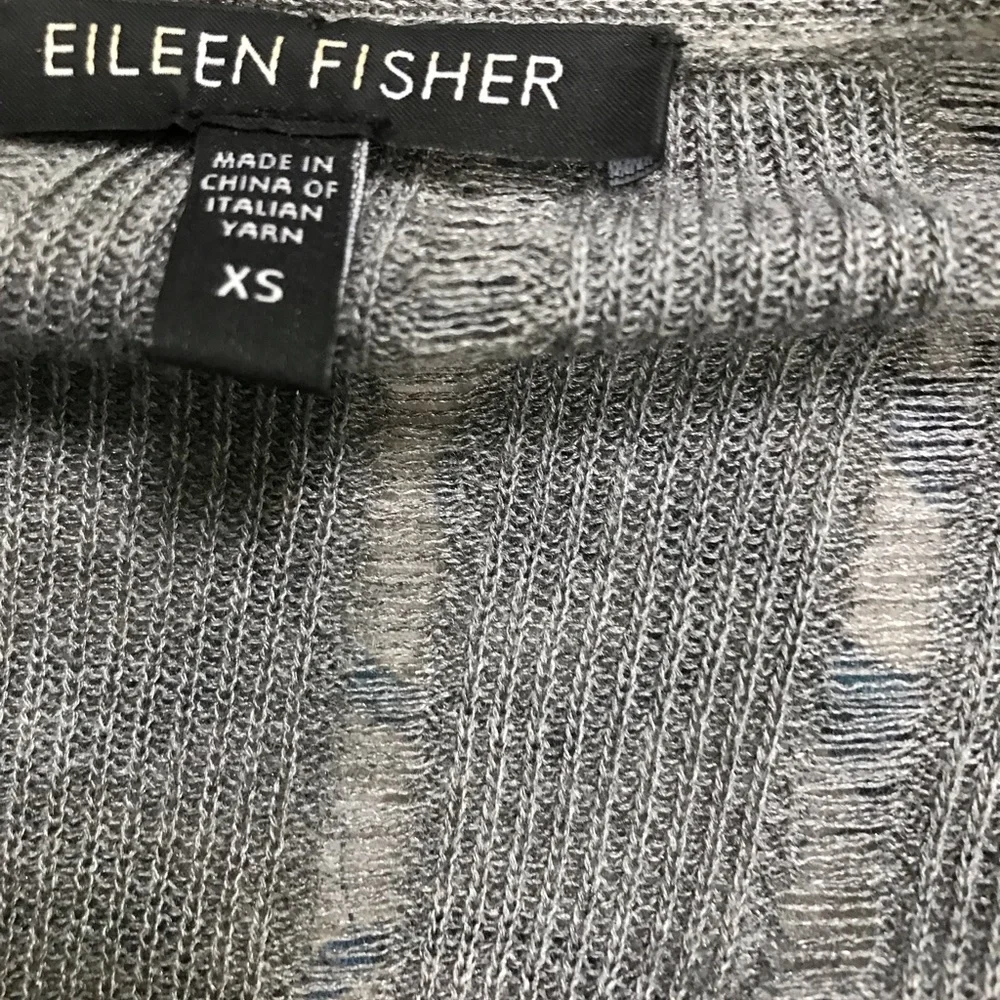 EILEEN FISHER
MADE IN
CHINA OF
ITALIAN
YARN
XS